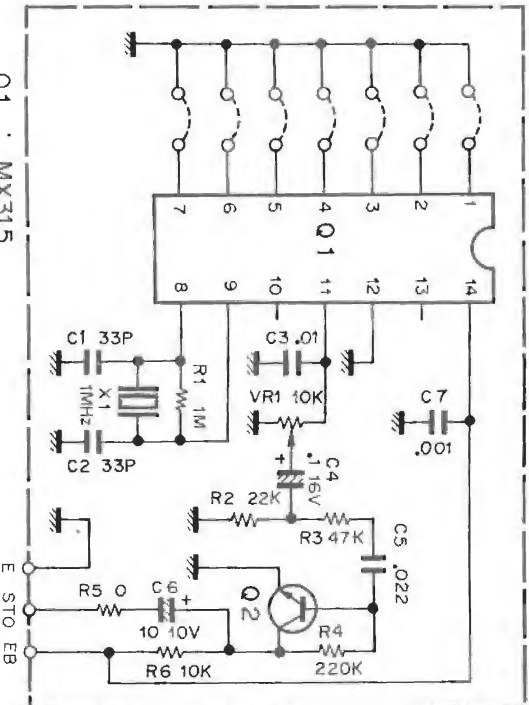 7 6 5 4 3 2 1
Q1
8 9 10 11 12 13 14
C1 33P
R1
1M
X1
1MHz
C2 33P
C3 .01
VR1 10K
C7
.001
C4
.1 16V
+
R2 22K
R3 47K
C5
.022
Q2
E
STO
EB
R5 0
C6
+
10 10V
R6 10K
R4
220K
Q1 : MX315